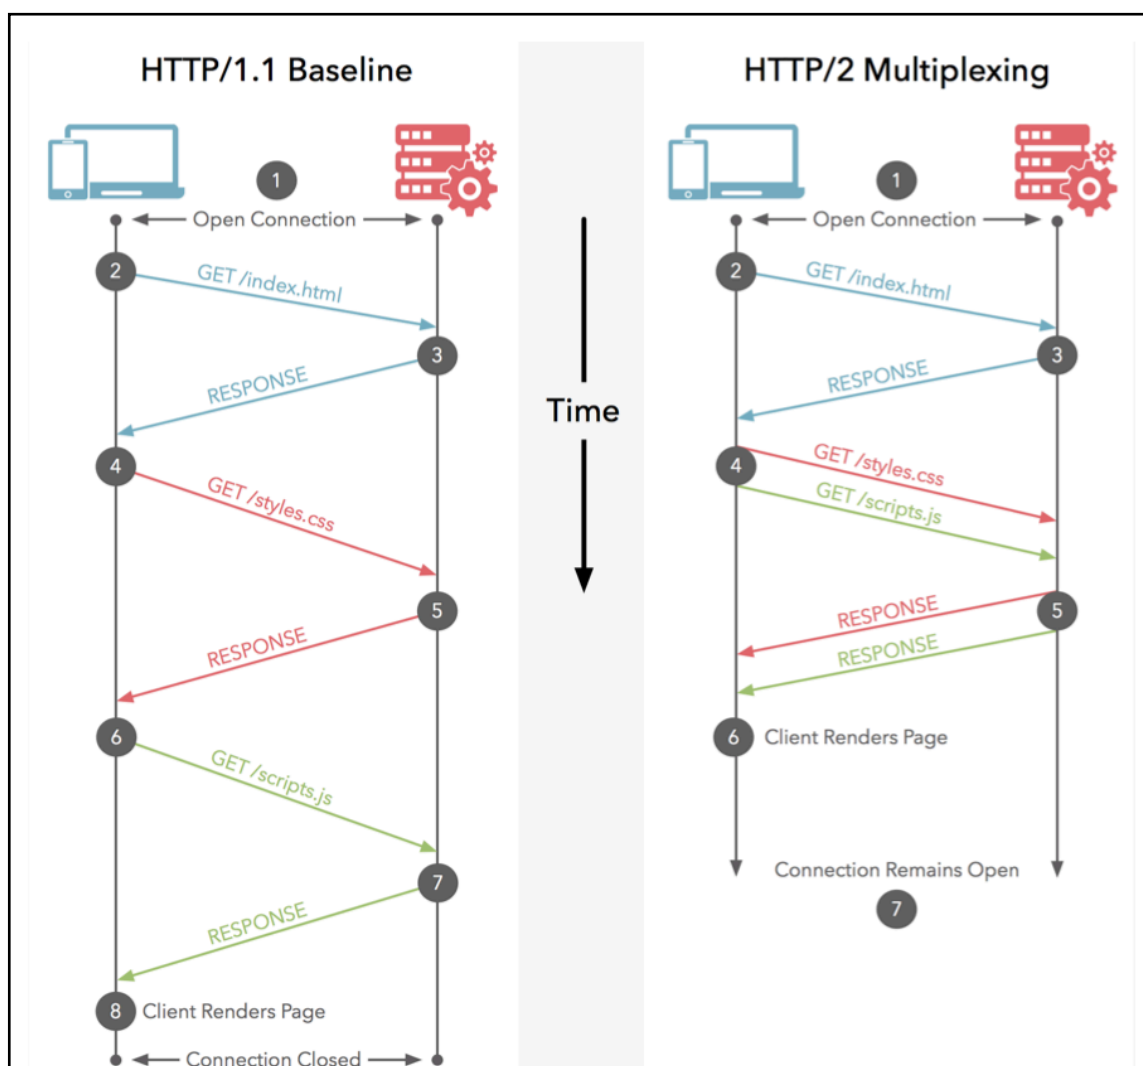 HTTP/1.1 Baseline
1
Open Connection
2
GET /index.html
3
RESPONSE
4
GET /styles.css
5
RESPONSE
6
GET /scripts.js
7
RESPONSE
8 Client Renders Page
Connection Closed
Time
HTTP/2 Multiplexing
1
Open Connection
2
GET /index.html
3
RESPONSE
4
GET /styles.css
GET /scripts.js
5
RESPONSE
RESPONSE
6 Client Renders Page
Connection Remains Open
7